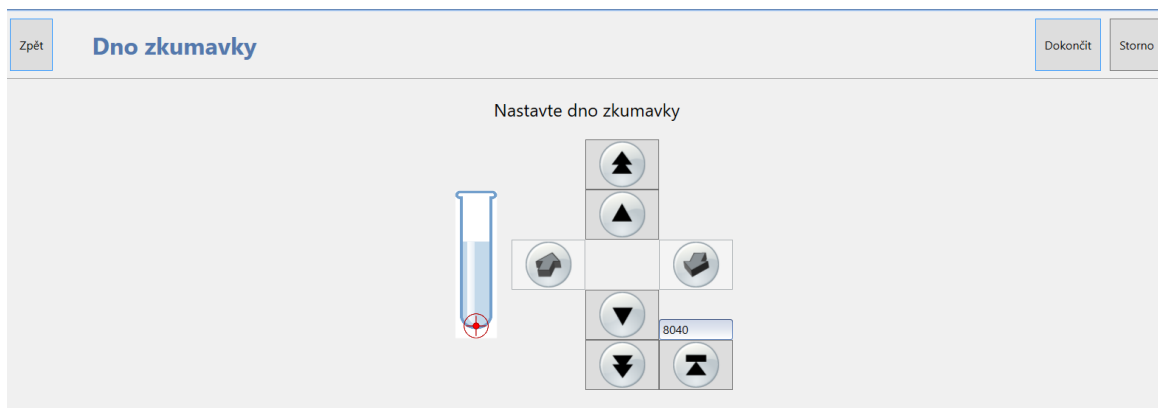 Zpět
Dno zkumavky
Dokončit
Storno
Nastavte dno zkumavky
8040